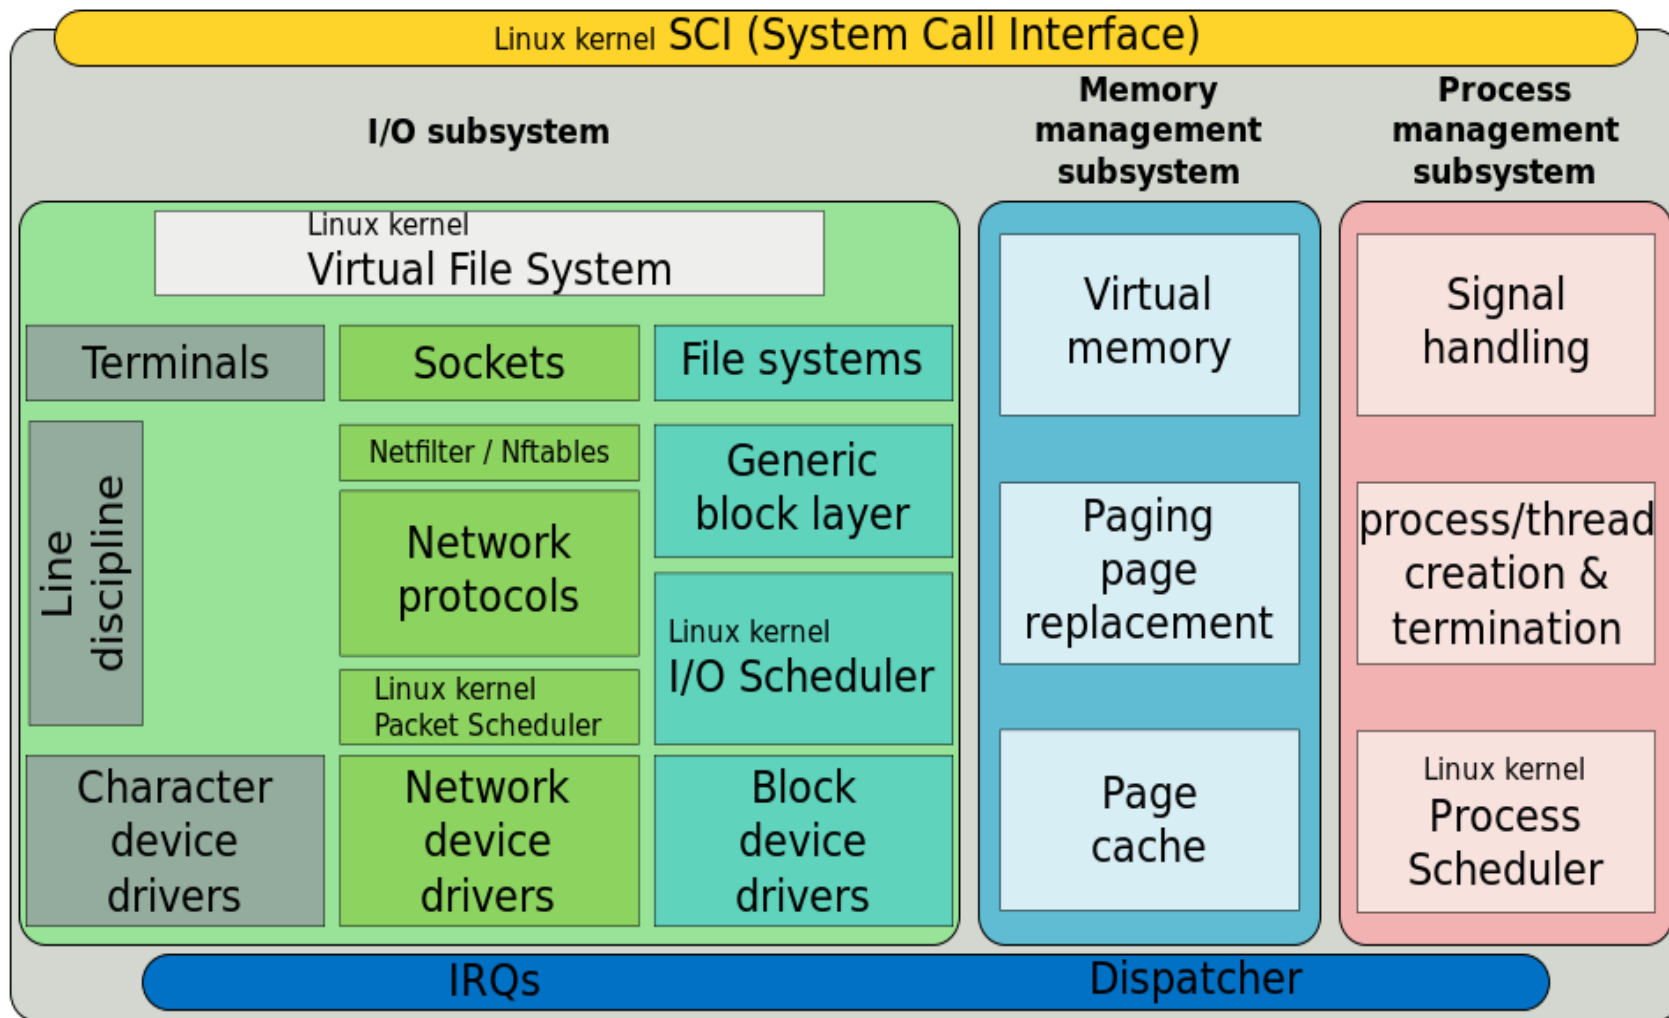 Linux kernel SCI (System Call Interface)
I/O subsystem
Memory
management
subsystem
Process
management
subsystem
Linux kernel
Virtual File System
Terminals
Sockets
File systems
Line
discipline
Netfilter / Nftables
Network
protocols
Linux kernel
Packet Scheduler
Generic
block layer
Linux kernel
I/O Scheduler
Character
device
drivers
Network
device
drivers
Block
device
drivers
Virtual
memory
Paging
page
replacement
Page
cache
Signal
handling
process/thread
creation &
termination
Linux kernel
Process
Scheduler
IRQs
Dispatcher